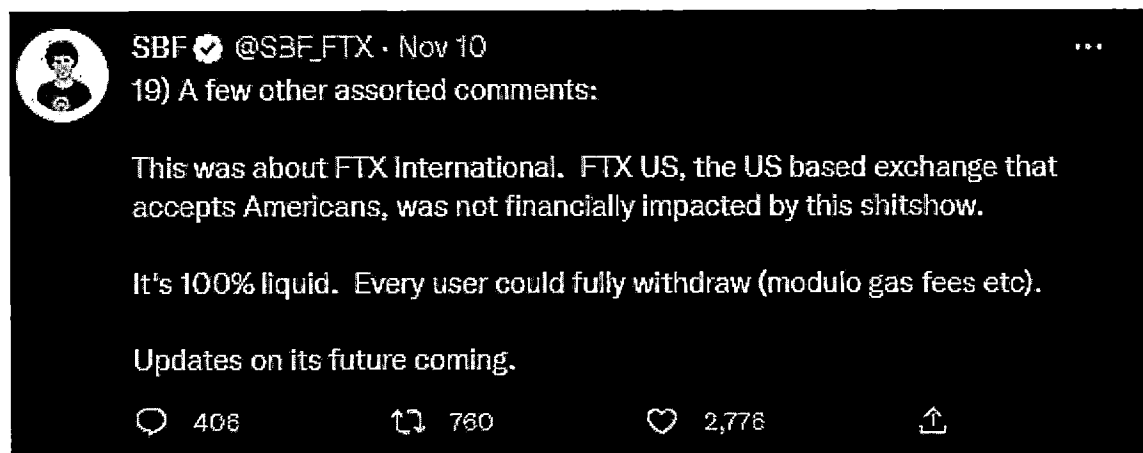 SBF @SBF_FTX · Nov 10
19) A few other assorted comments:
This was about FTX International. FTX US, the US based exchange that
accepts Americans, was not financially impacted by this shitshow.
It's 100% liquid. Every user could fully withdraw (modulo gas fees etc).
Updates on its future coming.
406 760 2,776